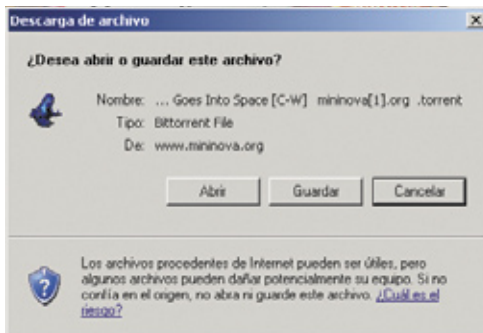 Descarga de archivo
¿Desea abrir o guardar este archivo?
Nombre: ... Goes Into Space [C-W] mininova[1].org .torrent
Tipo: Bittorrent File
De: www.mininova.org
Abrir Guardar Cancelar
Los archivos procedentes de Internet pueden ser útiles, pero
algunos archivos pueden dañar potencialmente su equipo. Si no
confía en el origen, no abra ni guarde este archivo. ¿Cuál es el
riesgo?